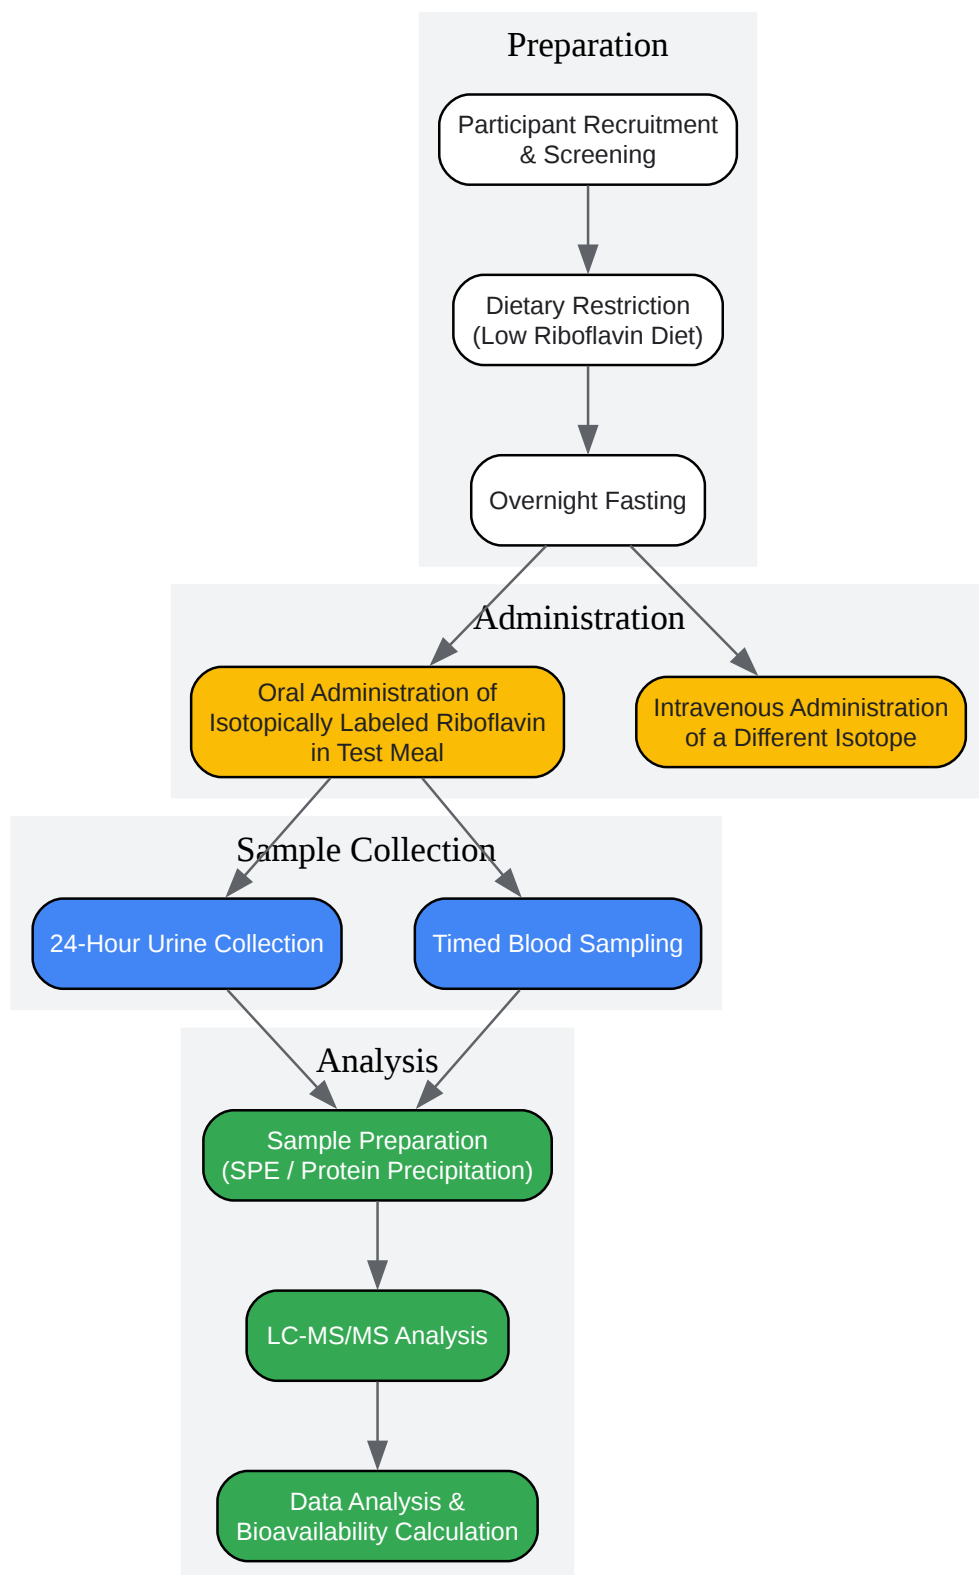 Preparation
Participant Recruitment
& Screening
Dietary Restriction
(Low Riboflavin Diet)
Overnight Fasting
Administration
Oral Administration of
Isotopically Labeled Riboflavin
in Test Meal
Intravenous Administration
of a Different Isotope
Sample Collection
24-Hour Urine Collection
Timed Blood Sampling
Analysis
Sample Preparation
(SPE / Protein Precipitation)
LC-MS/MS Analysis
Data Analysis &
Bioavailability Calculation